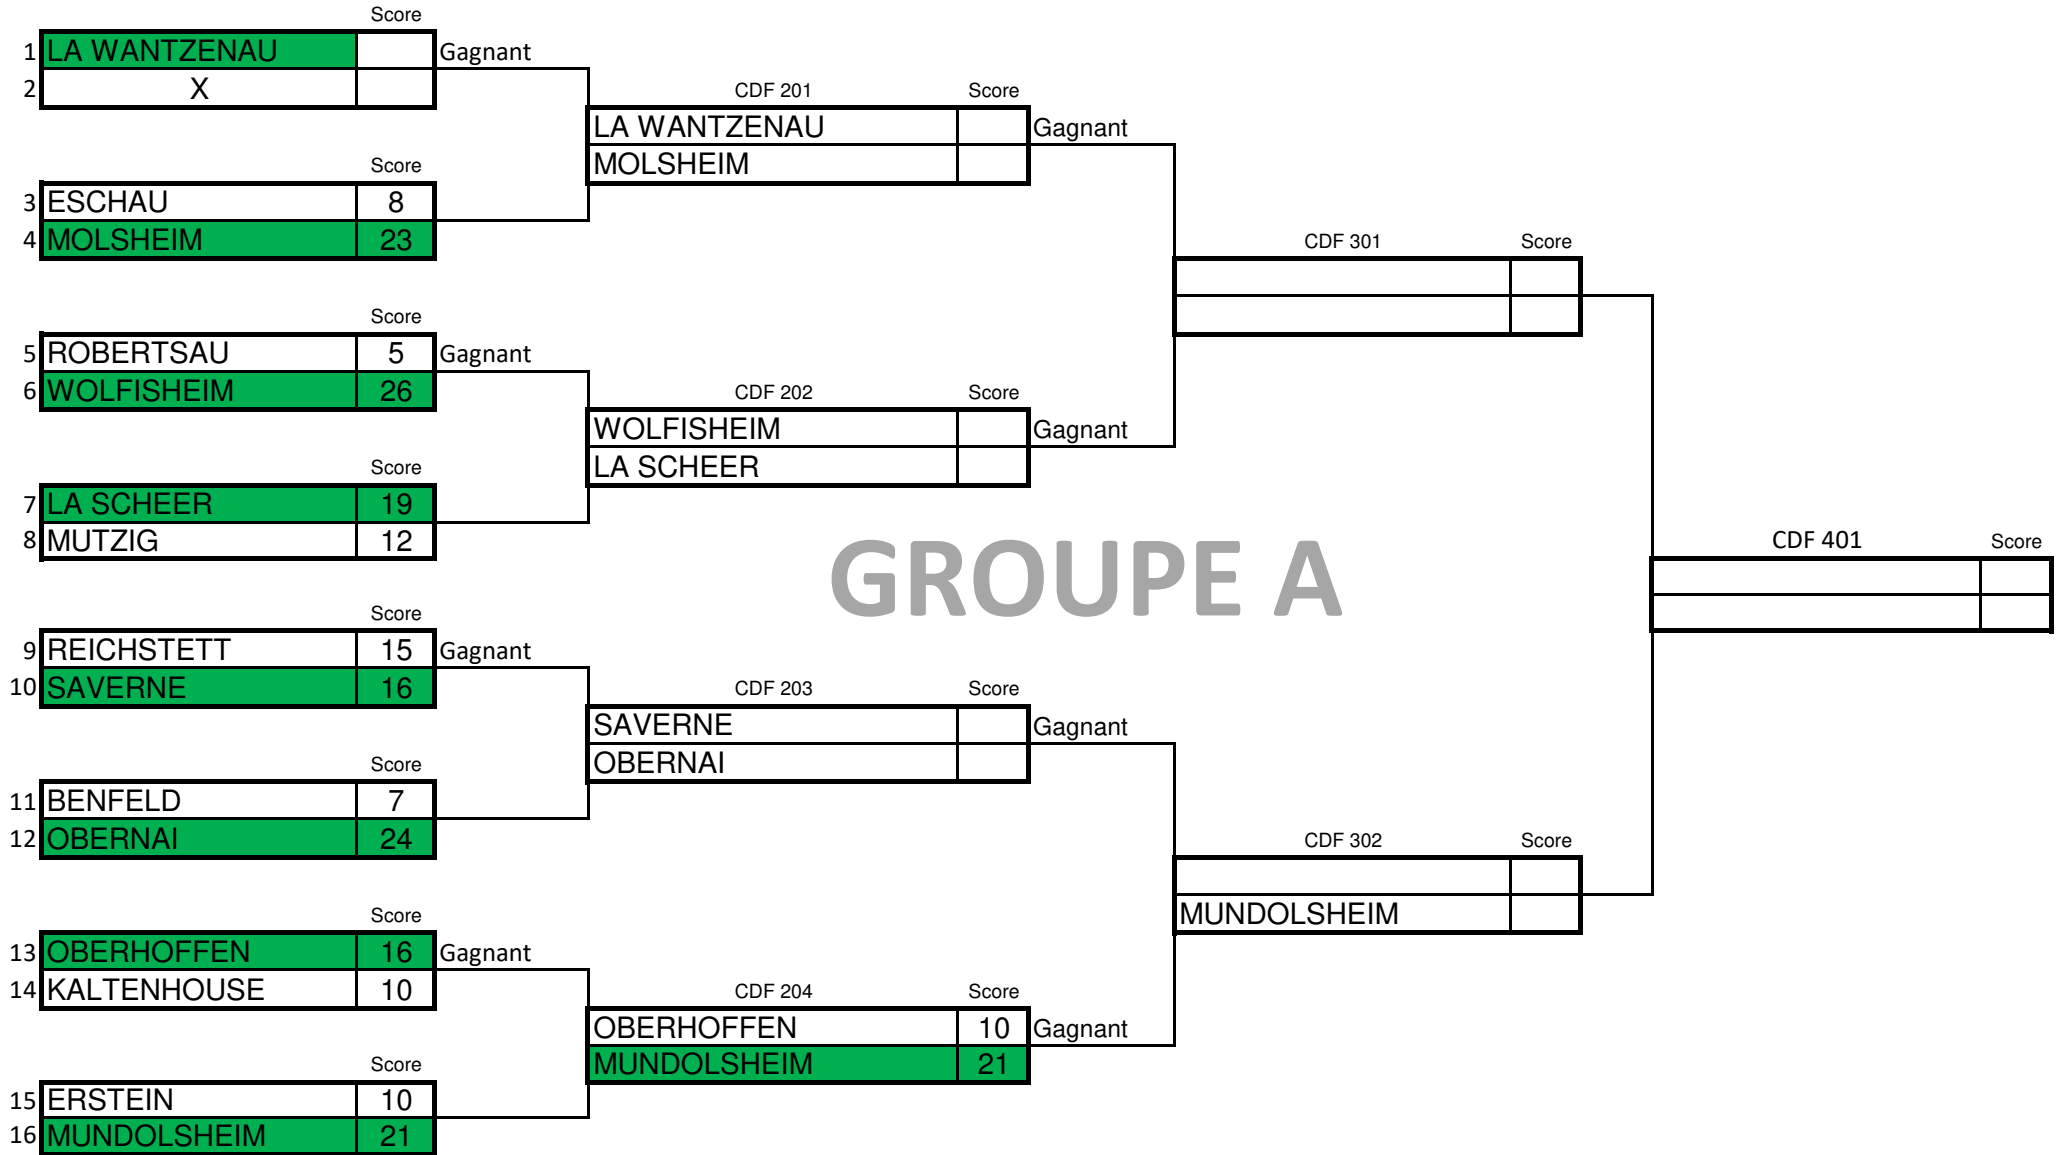 Score
1 LA WANTZENAU Gagnant
2 X
Score
3 ESCHAU 8
4 MOLSHEIM 23
Score
5 ROBERTSAU 5 Gagnant
6 WOLFISHEIM 26
Score
7 LA SCHEER 19
8 MUTZIG 12
Score
9 REICHSTETT 15 Gagnant
10 SAVERNE 16
Score
11 BENFELD 7
12 OBERNAI 24
Score
13 OBERHOFFEN 16 Gagnant
14 KALTENHOUSE 10
Score
15 ERSTEIN 10
16 MUNDOLSHEIM 21
CDF 201 Score
LA WANTZENAU Gagnant
MOLSHEIM
CDF 202 Score
WOLFISHEIM Gagnant
LA SCHEER
GROUPE A
CDF 203 Score
SAVERNE Gagnant
OBERNAI
CDF 204 Score
OBERHOFFEN 10 Gagnant
MUNDOLSHEIM 21
CDF 301 Score
CDF 302 Score
MUNDOLSHEIM
CDF 401 Score